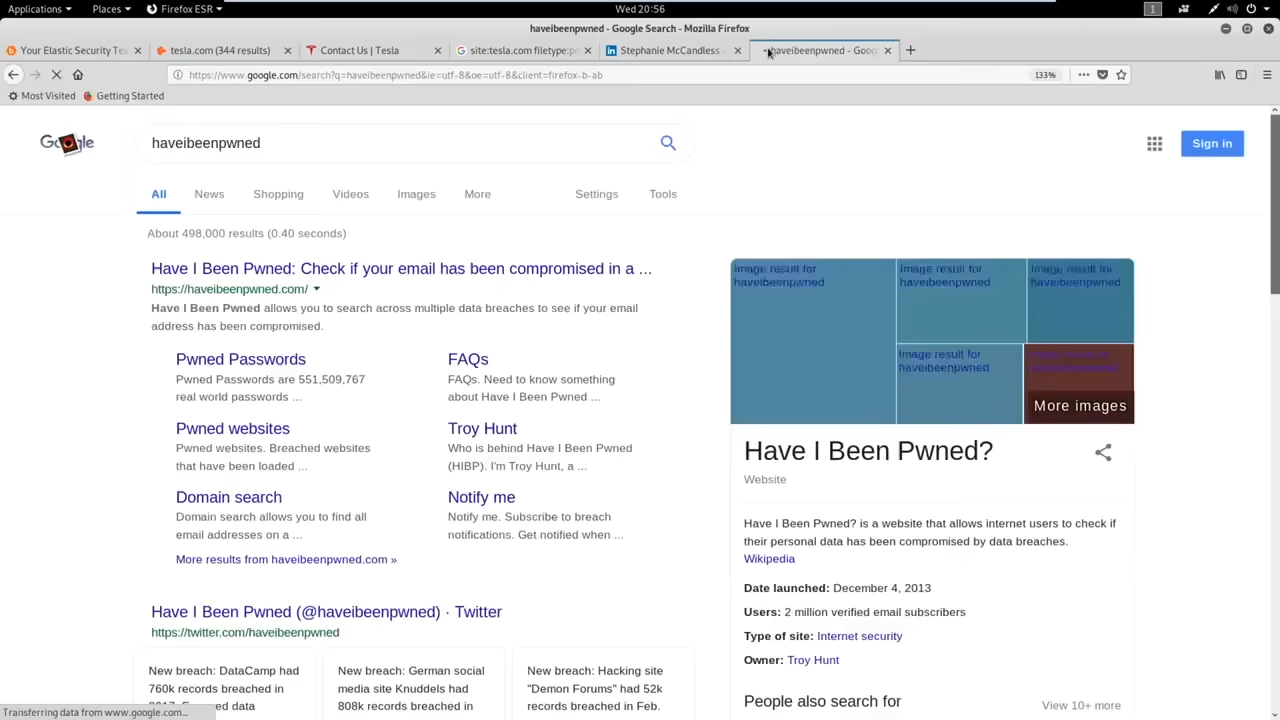 Applications Places Firefox ESR Wed 20:56 1
haveibeenpwned - Google Search - Mozilla Firefox
Your Elastic Security Tea tesla.com (344 results) Contact Us | Tesla site:tesla.com filetype:po Stephanie McCandless haveibeenpwned - Goog
https://www.google.com/search?q=haveibeenpwned&ie=utf-8&oe=utf-8&client=firefox-b-ab 133%
Most Visited Getting Started
Google haveibeenpwned Sign in
All News Shopping Videos Images More Settings Tools
About 498,000 results (0.40 seconds)
Have I Been Pwned: Check if your email has been compromised in a ...
https://haveibeenpwned.com/
Have I Been Pwned allows you to search across multiple data breaches to see if your email
address has been compromised.
Pwned Passwords
Pwned Passwords are 551,509,767
real world passwords ...
FAQs
FAQs. Need to know something
about Have I Been Pwned ...
Pwned websites
Pwned websites. Breached websites
that have been loaded ...
Troy Hunt
Who is behind Have I Been Pwned
(HIBP). I'm Troy Hunt, a ...
Domain search
Domain search allows you to find all
email addresses on a ...
Notify me
Notify me. Subscribe to breach
notifications. Get notified when ...
More results from haveibeenpwned.com »
Have I Been Pwned (@haveibeenpwned) · Twitter
https://twitter.com/haveibeenpwned
New breach: DataCamp had
760k records breached in
data
New breach: German social
media site Knuddels had
808k records breached in
New breach: Hacking site
"Demon Forums" had 52k
records breached in Feb.
Image result for
haveibeenpwned
Image result for
haveibeenpwned
Image result for
haveibeenpwned
Image result for
haveibeenpwned
Image result for
haveibeenpwned
More images
Have I Been Pwned?
Website
Have I Been Pwned? is a website that allows internet users to check if
their personal data has been compromised by data breaches.
Wikipedia
Date launched: December 4, 2013
Users: 2 million verified email subscribers
Type of site: Internet security
Owner: Troy Hunt
People also search for
View 10+ more
Transferring data from www.google.com...